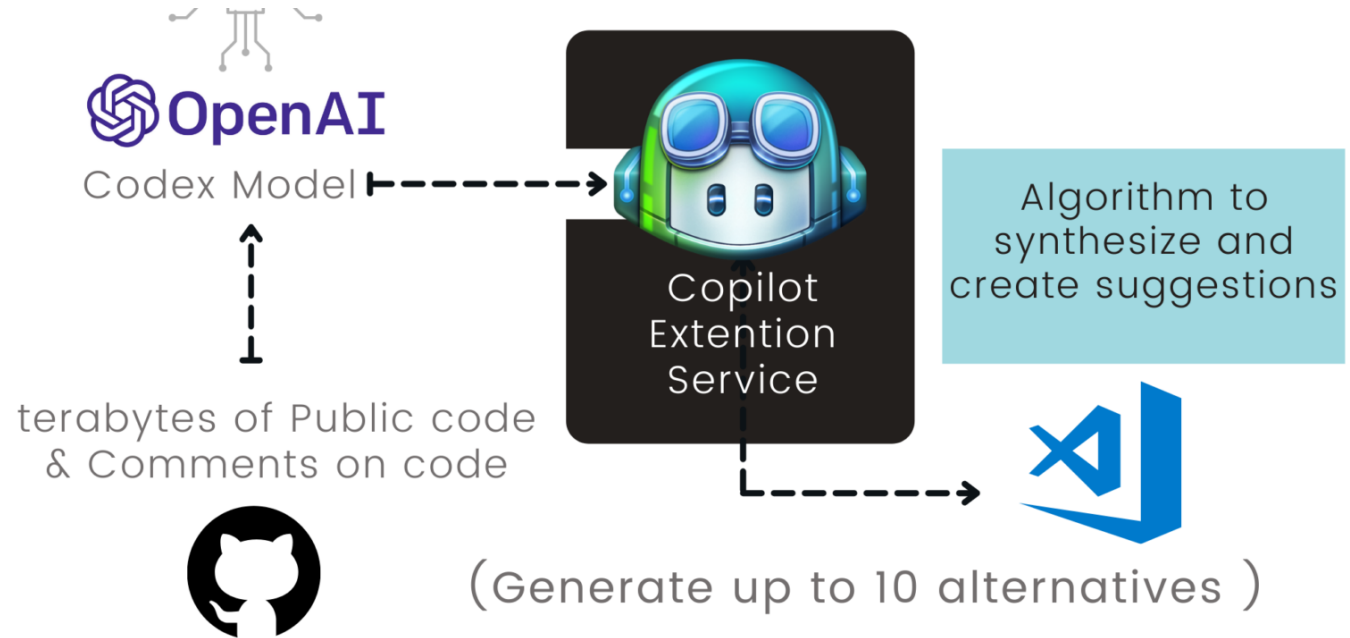 OpenAI
Codex Model
terabytes of Public code
& Comments on code
Copilot
Extention
Service
Algorithm to
synthesize and
create suggestions
(Generate up to 10 alternatives )